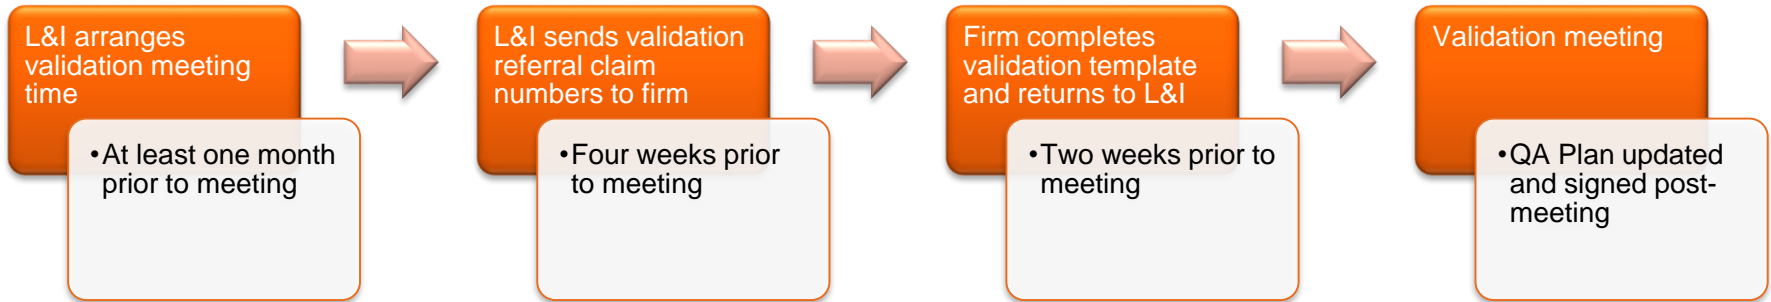 L&I arranges
validation meeting
time
•At least one month
prior to meeting
L&I sends validation
referral claim
numbers to firm
•Four weeks prior
to meeting
Firm completes
validation template
and returns to L&I
•Two weeks prior to
meeting
Validation meeting
•QA Plan updated
and signed post-
meeting